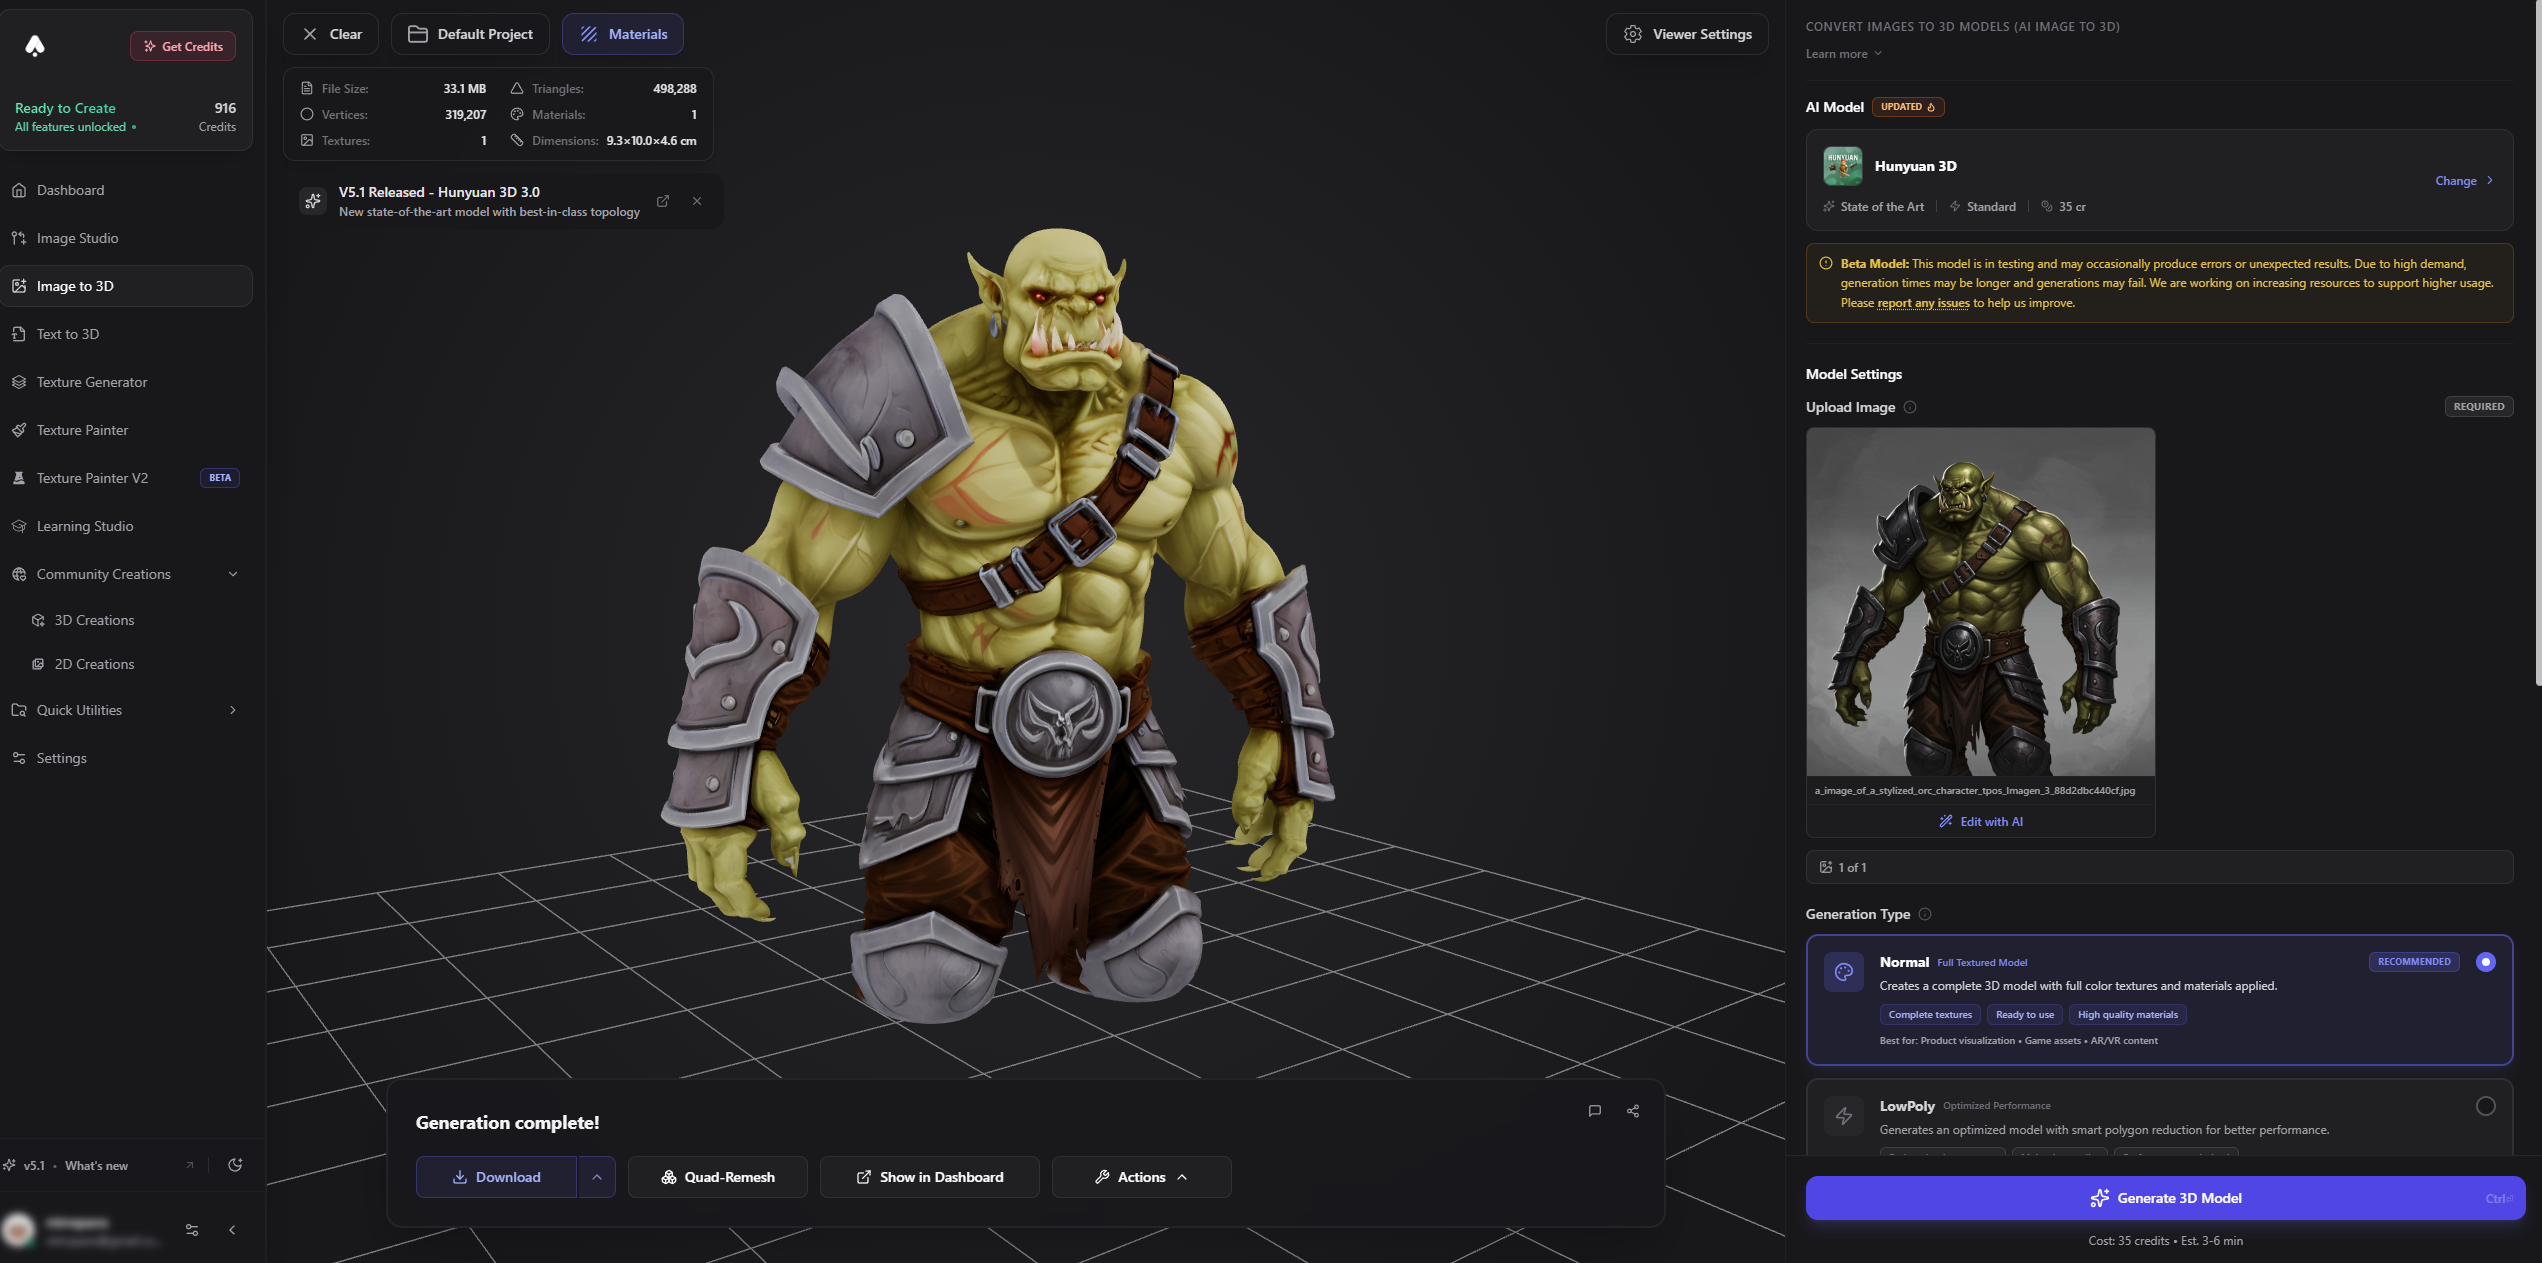 Get Credits
Ready to Create 916
All features unlocked • Credits
Dashboard
Image Studio
Image to 3D
Text to 3D
Texture Generator
Texture Painter
Texture Painter V2 BETA
Learning Studio
Community Creations
3D Creations
2D Creations
Quick Utilities
Settings
v5.1 • What's new
Clear
Default Project
Materials
Viewer Settings
File Size: 33.1 MB Triangles: 498,288
Vertices: 319,207 Materials: 1
Textures: 1 Dimensions: 9.3×10.0×4.6 cm
V5.1 Released - Hunyuan 3D 3.0
New state-of-the-art model with best-in-class topology
Generation complete!
Download
Quad-Remesh
Show in Dashboard
Actions
CONVERT IMAGES TO 3D MODELS (AI IMAGE TO 3D)
Learn more
AI Model UPDATED
HUNYUAN
Hunyuan 3D
Change
State of the Art Standard 35 cr
Beta Model: This model is in testing and may occasionally produce errors or unexpected results. Due to high demand,
generation times may be longer and generations may fail. We are working on increasing resources to support higher usage.
Please report any issues to help us improve.
Model Settings
Upload Image REQUIRED
a_image_of_a_stylized_orc_character_tpos_Imagen_3_88d2dbc440cf.jpg
Edit with AI
1 of 1
Generation Type
Normal Full Textured Model RECOMMENDED
Creates a complete 3D model with full color textures and materials applied.
Complete textures Ready to use High quality materials
Best for: Product visualization • Game assets • AR/VR content
LowPoly Optimized Performance
Generates an optimized model with smart polygon reduction for better performance.
Generate 3D Model Ctrl
Cost: 35 credits • Est. 3-6 min